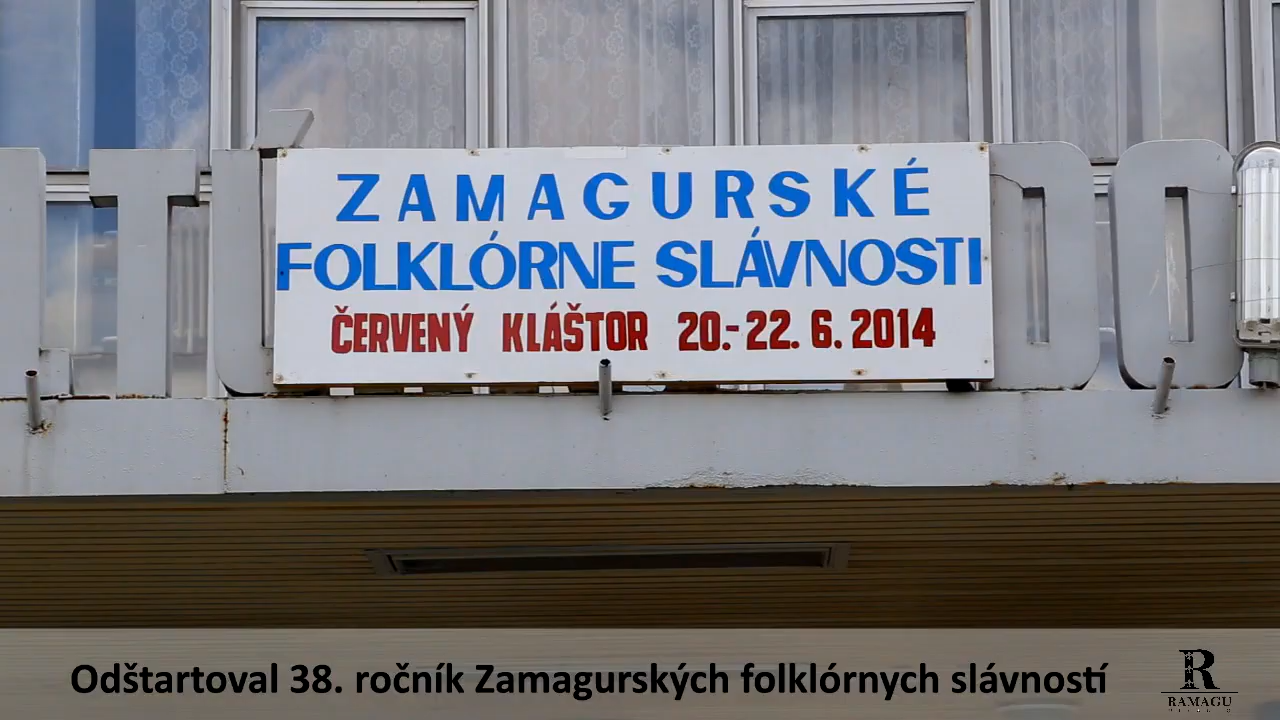 ZAMAGURSKÉ
FOLKLÓRNE SLÁVNOSTI
ČERVENÝ KLÁŠTOR 20.-22. 6. 2014
Odštartoval 38. ročník Zamagurských folklórnych slávností
R
RAMAGU